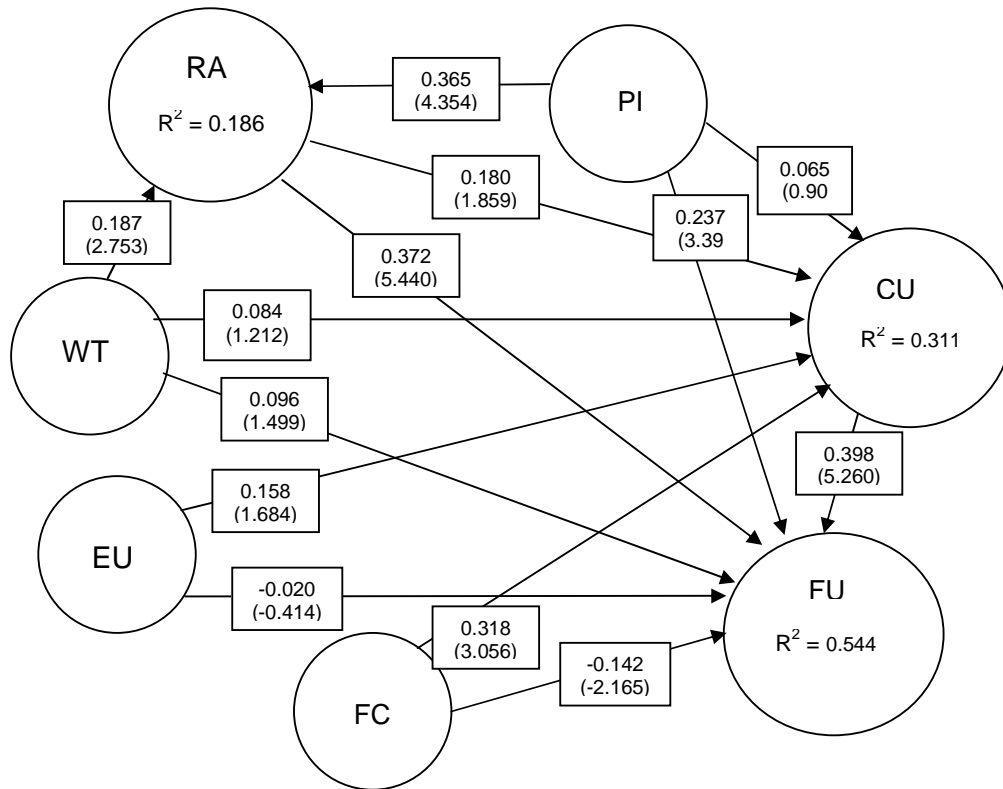 RA
R² = 0.186
0.365
(4.354)
PI
0.065
(0.90
0.180
(1.859)
0.237
(3.39
0.187
(2.753)
0.372
(5.440)
CU
R² = 0.311
0.084
(1.212)
WT
0.096
(1.499)
0.398
(5.260)
0.158
(1.684)
EU
-0.020
(-0.414)
FU
R² = 0.544
0.318
(3.056)
-0.142
(-2.165)
FC